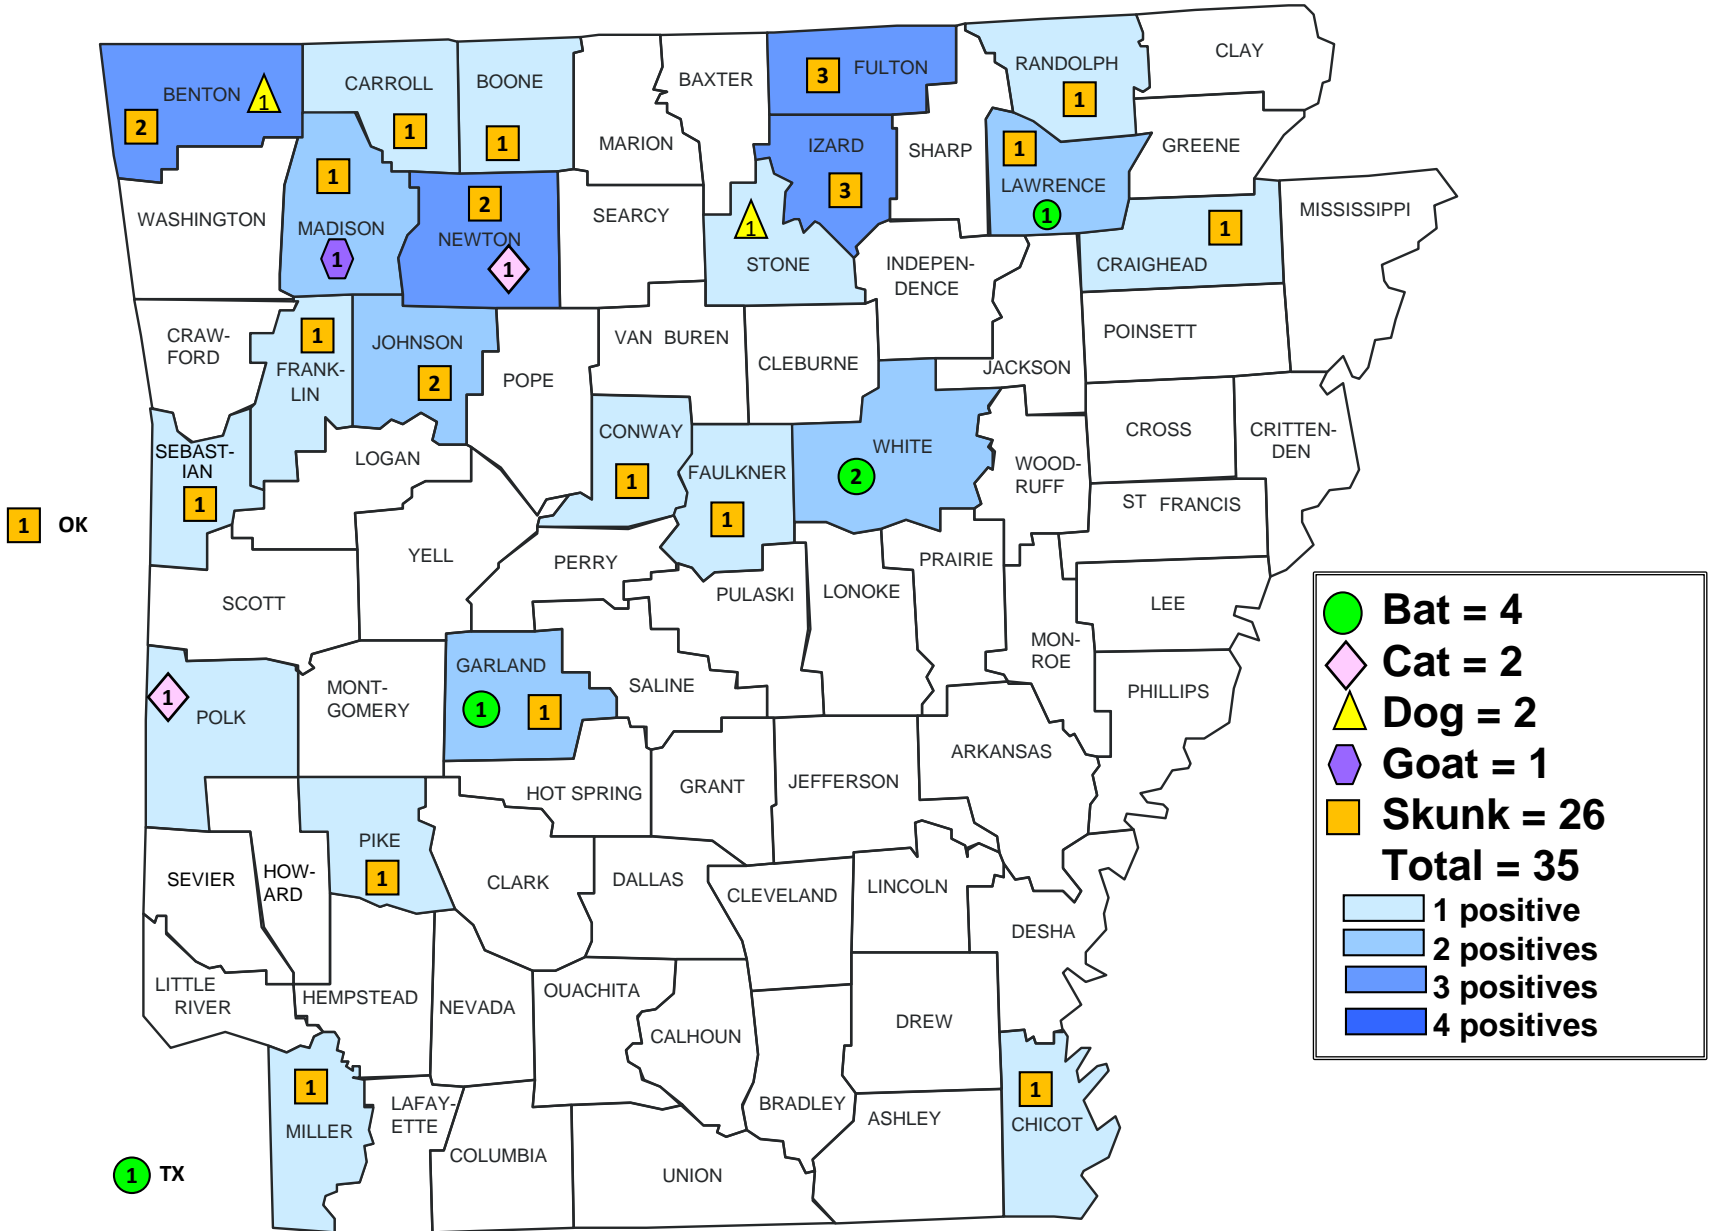 CLAY
RANDOLPH
1
FULTON
3
BAXTER
BOONE
1
CARROLL
1
BENTON
1
2
MARION
IZARD
3
SHARP
1
LAWRENCE
1
GREENE
MISSISSIPPI
1
CRAIGHEAD
WASHINGTON
1
MADISON
1
2
NEWTON
1
SEARCY
1
STONE
INDEPEN-
DENCE
POINSETT
CRAW-
FORD
1
FRANK-
LIN
JOHNSON
2
POPE
VAN BUREN
CLEBURNE
JACKSON
CROSS
CRITTEN-
DEN
SEBAST-
IAN
1
LOGAN
CONWAY
1
FAULKNER
1
WHITE
2
WOOD-
RUFF
ST FRANCIS
1 OK
YELL
PERRY
PULASKI
LONOKE
PRAIRIE
LEE
SCOTT
MON-
ROE
PHILLIPS
1
POLK
MONT-
GOMERY
GARLAND
1
1
SALINE
ARKANSAS
HOT SPRING
GRANT
JEFFERSON
PIKE
1
SEVIER
HOW-
ARD
CLARK
DALLAS
CLEVELAND
LINCOLN
DESHA
LITTLE
RIVER
HEMPSTEAD
NEVADA
OUACHITA
CALHOUN
DREW
1
MILLER
LAFAY-
ETTE
COLUMBIA
UNION
BRADLEY
ASHLEY
1
CHICOT
1 TX
Bat = 4
Cat = 2
Dog = 2
Goat = 1
Skunk = 26
Total = 35
1 positive
2 positives
3 positives
4 positives